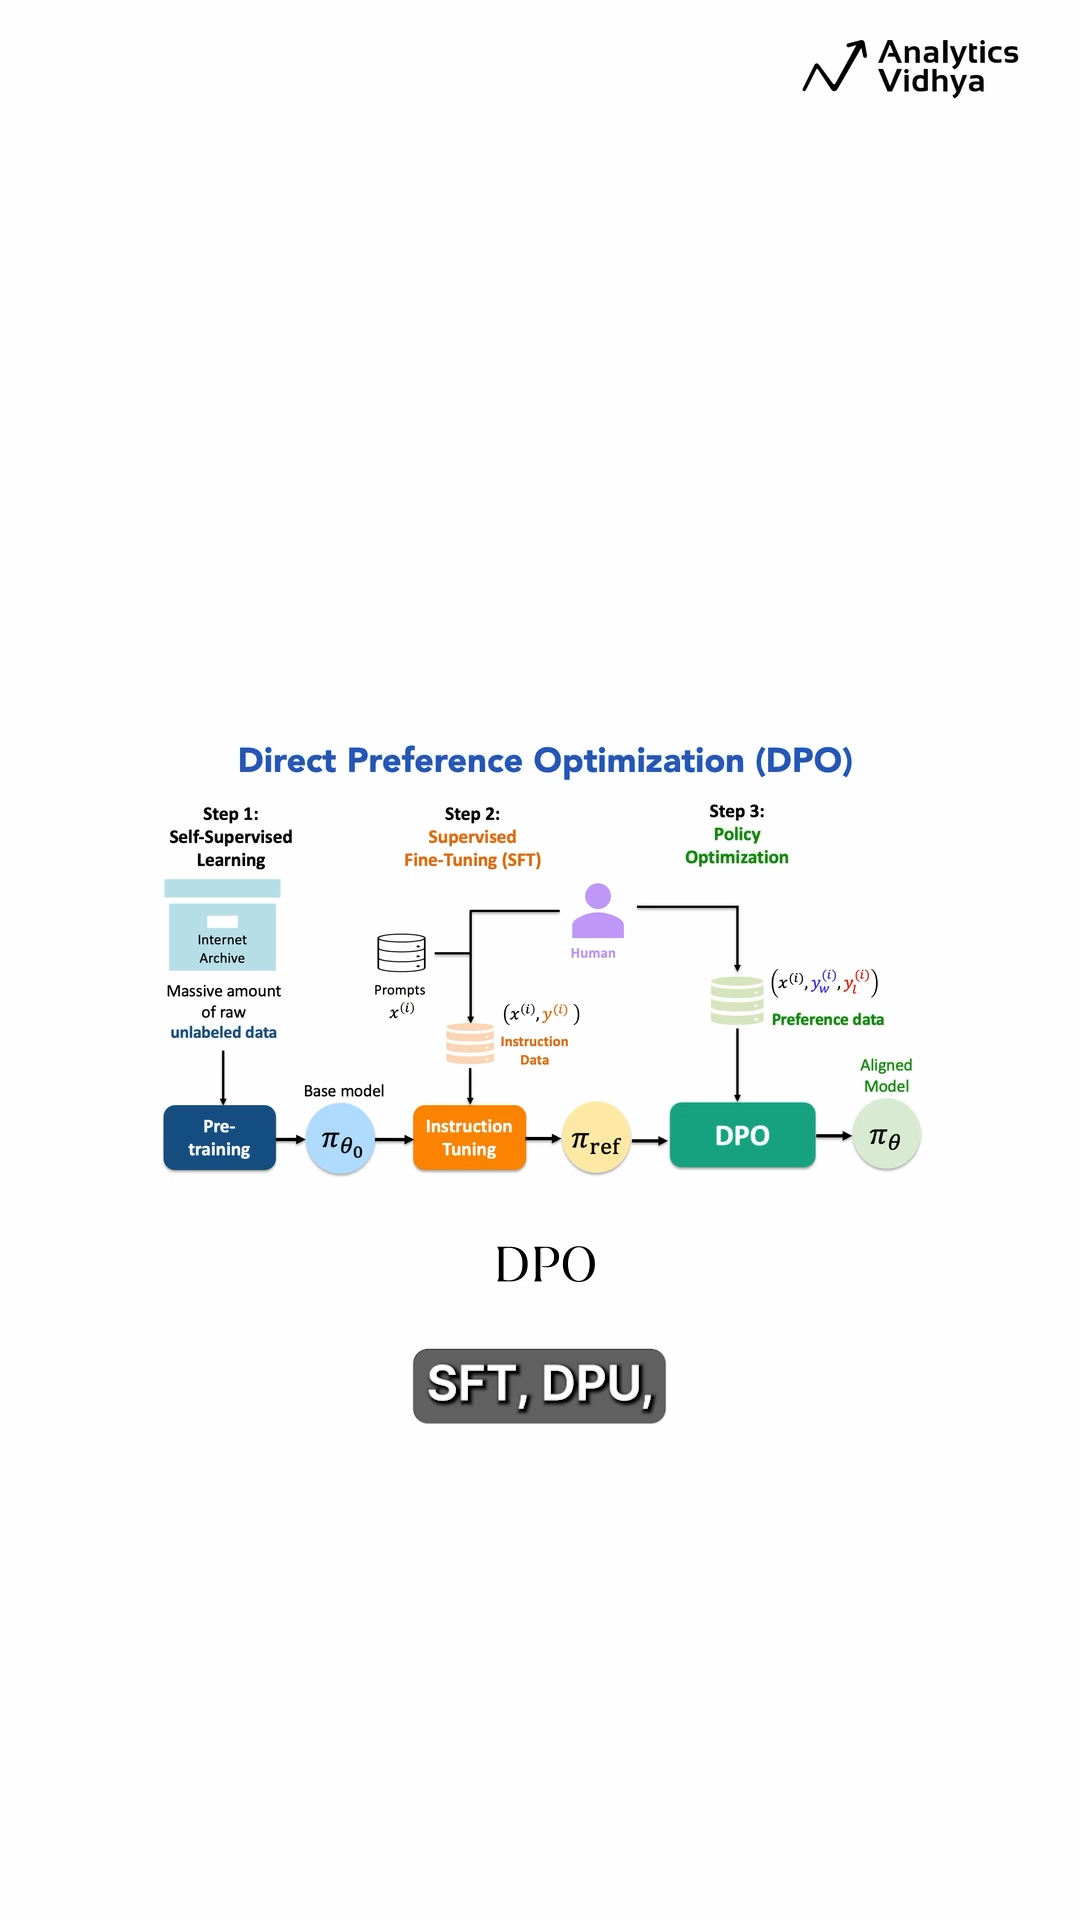 Analytics
Vidhya
Direct Preference Optimization (DPO)
Step 1:
Self-Supervised
Learning
Internet
Archive
Massive amount
of raw
unlabeled data
Pre-
training
Base model
π_θ₀
Step 2:
Supervised
Fine-Tuning (SFT)
Prompts
x⁽ⁱ⁾
(x⁽ⁱ⁾, y⁽ⁱ⁾)
Instruction
Data
Instruction
Tuning
π_ref
Human
Step 3:
Policy
Optimization
(x⁽ⁱ⁾, y_w⁽ⁱ⁾, y_l⁽ⁱ⁾)
Preference data
DPO
Aligned
Model
π_θ
DPO
SFT, DPU,